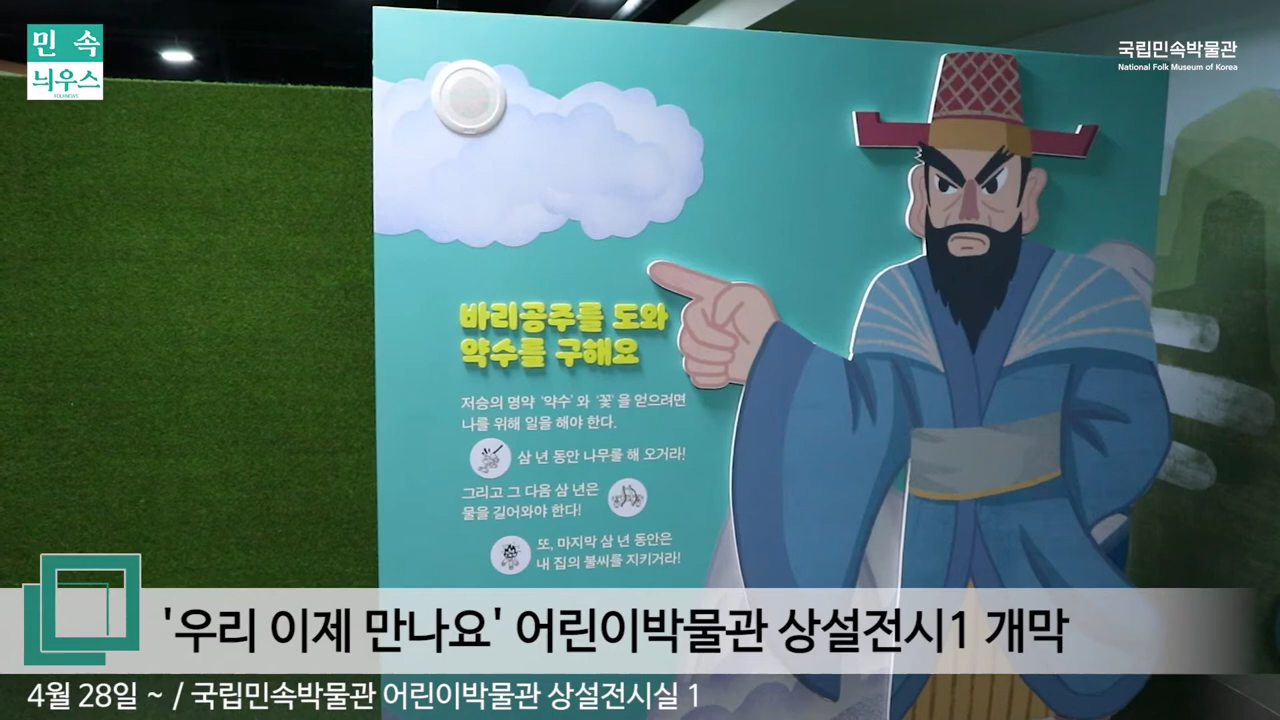 민 속
늬우스
FOLKNEWS
국립민속박물관
National Folk Museum of Korea
바리공주를 도와
약수를 구해요
저승의 명약 '약수'와 '꽃'을 얻으려면
나를 위해 일을 해야 한다.
삼 년 동안 나무를 해 오거라!
그리고 그 다음 삼 년은
물을 길어와야 한다!
또, 마지막 삼 년 동안은
내 집의 불씨를 지키거라!
'우리 이제 만나요' 어린이박물관 상설전시1 개막
4월 28일 ~ / 국립민속박물관 어린이박물관 상설전시실 1